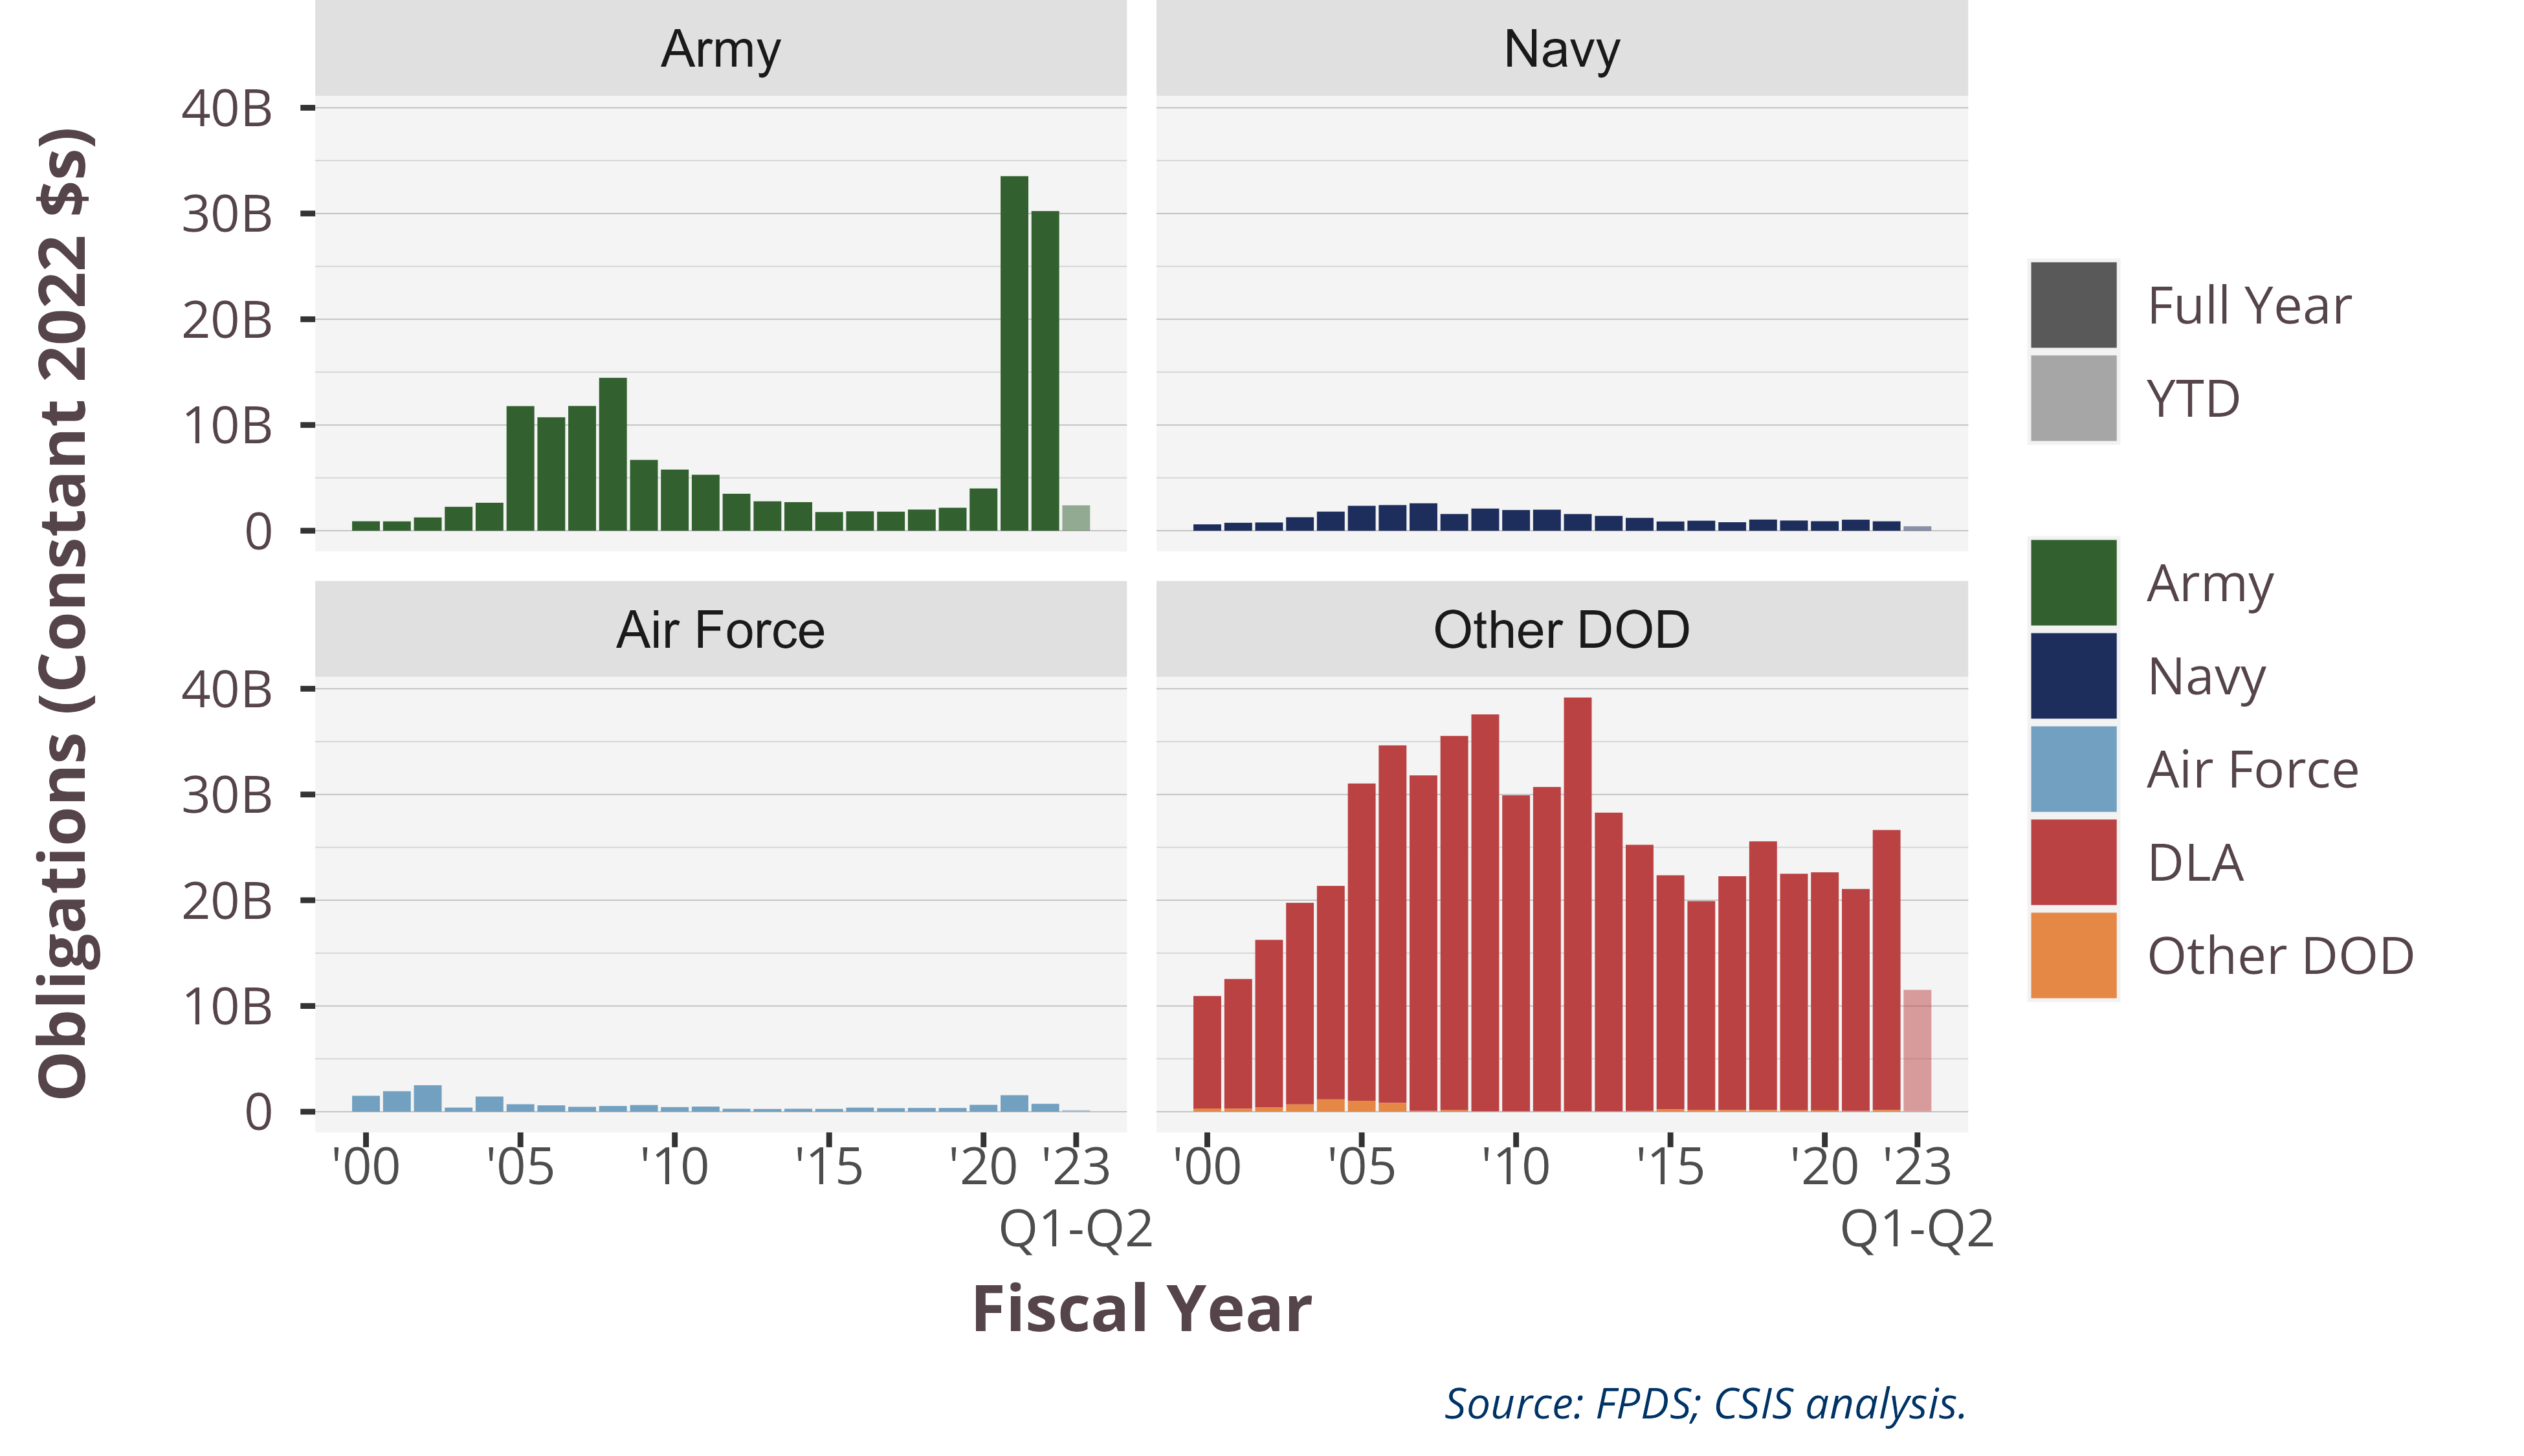 Army
Navy
40B
30B
20B
10B
0
Air Force
Other DOD
40B
30B
20B
10B
0
'00 '05 '10 '15 '20 '23
Q1-Q2
'00 '05 '10 '15 '20 '23
Q1-Q2
Fiscal Year
Obligations (Constant 2022 $s)
Full Year
YTD
Army
Navy
Air Force
DLA
Other DOD
Source: FPDS; CSIS analysis.